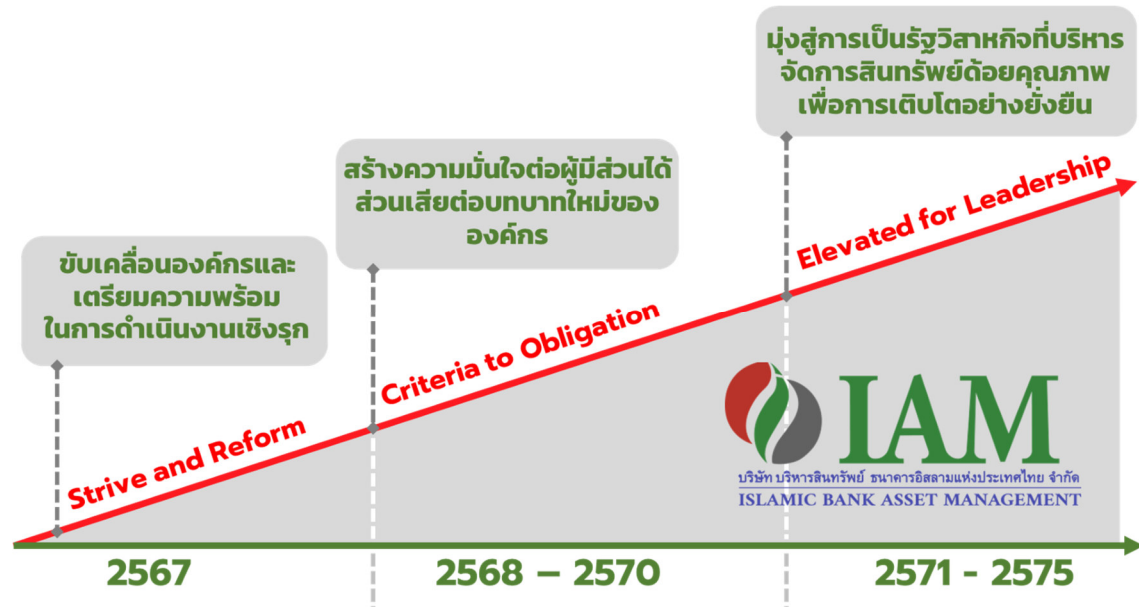 มุ่งสู่การเป็นรัฐวิสาหกิจที่บริหาร
จัดการสินทรัพย์ด้อยคุณภาพ
เพื่อการเติบโตอย่างยั่งยืน
สร้างความมั่นใจต่อผู้มีส่วนได้
ส่วนเสียต่อบทบาทใหม่ของ
องค์กร
ขับเคลื่อนองค์กรและ
เตรียมความพร้อม
ในการดำเนินงานเชิงรุก
Strive and Reform
Criteria to Obligation
Elevated for Leadership
IAM
บริษัท บริหารสินทรัพย์ ธนาคารอิสลามแห่งประเทศไทย จำกัด
ISLAMIC BANK ASSET MANAGEMENT
2567
2568 – 2570
2571 - 2575